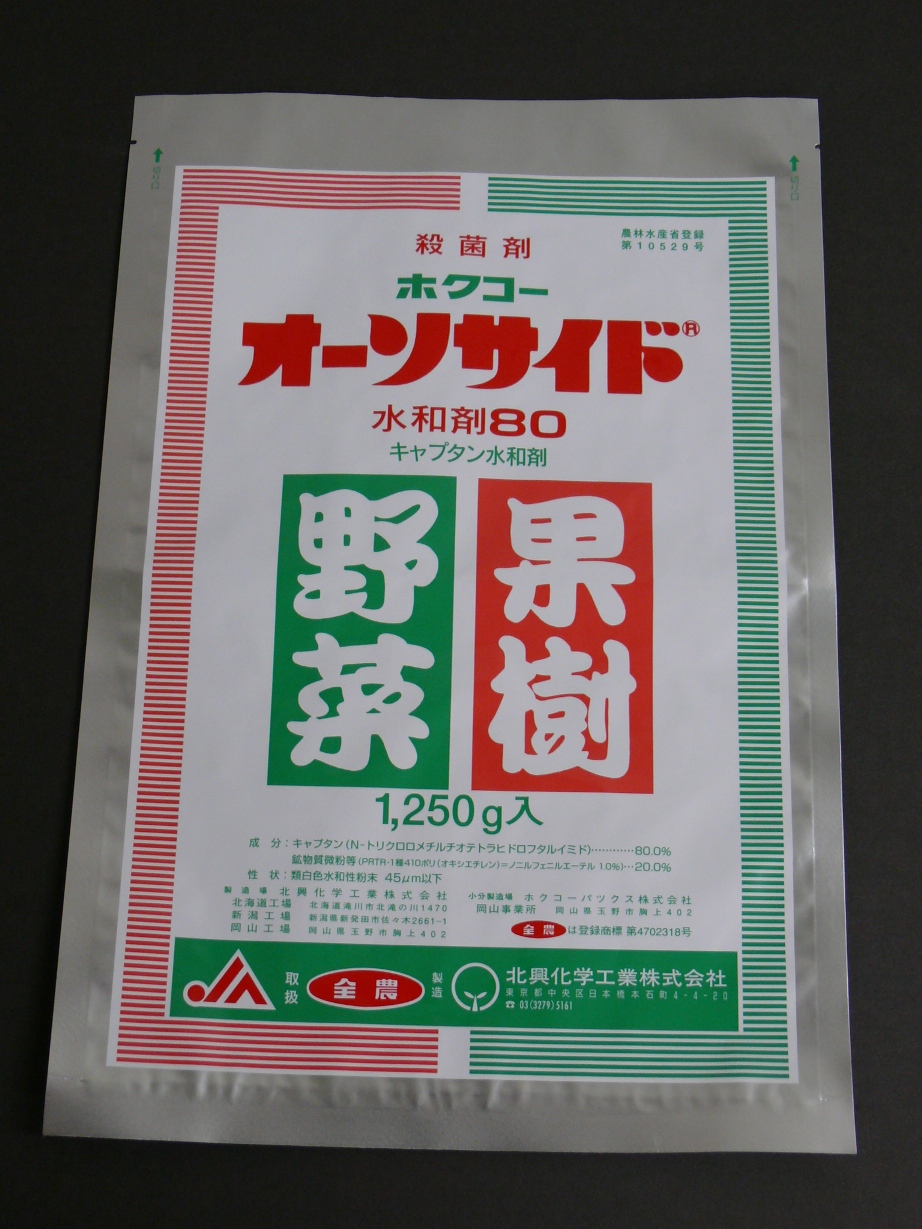 切り口
切り口
農林水産省登録
第10529号
殺菌剤
ホクコー
オーソサイド®
水和剤80
キャプタン水和剤
野菜
果樹
1,250g入
成 分:キャプタン(N-トリクロロメチルチオテトラヒドロフタルイミド)…………80.0%
鉱物質微粉等(PRTR・1種410ポリ(オキシエチレン)=ノニルフェニルエーテル 1.0%)…20.0%
性 状:類白色水和性粉末 45μm以下
製造場 北興化学工業株式会社
北海道工場 北海道滝川市北滝の川1470
新潟工場 新潟県新発田市佐々木2661-1
岡山工場 岡山県玉野市胸上402
小分製造場 ホクコーパックス株式会社
岡山事業所 岡山県玉野市胸上402
全農は登録商標 第4702318号
JA
取扱
全農
製造
北興化学工業株式会社
東京都中央区日本橋本石町4-4-20
☎03(3279)5161